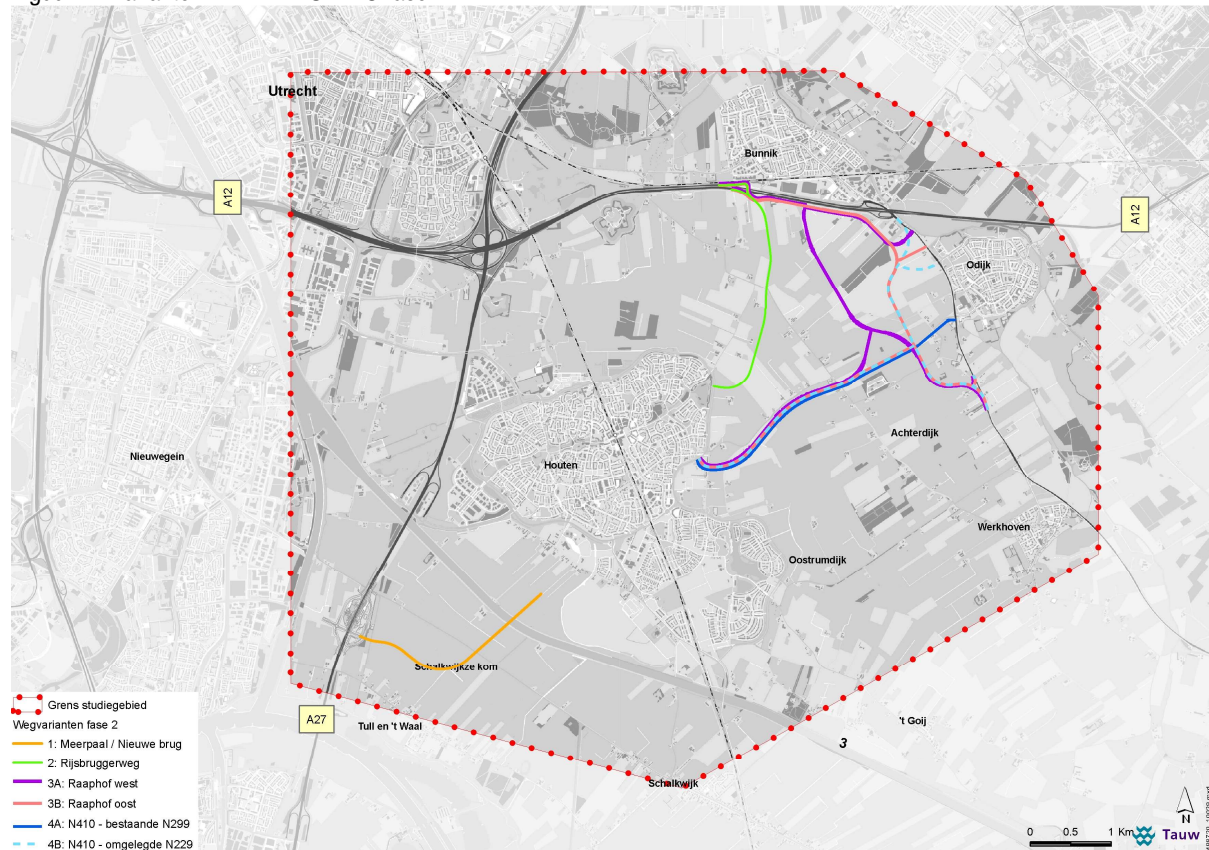 Utrecht
Bunnik
A12
A12
Odijk
Achterdijk
Nieuwegein
Houten
Werkhoven
Oostrumdijk
Schalkwijkze kom
A27
Tull en 't Waal
't Goij
3
Schalkwijk
Grens studiegebied
Wegvarianten fase 2
1: Meerpaal / Nieuwe brug
2: Rijsbruggerweg
3A: Raaphof west
3B: Raaphof oost
4A: N410 - bestaande N299
4B: N410 - omgelegde N229
N
0 0.5 1 Km
Tauw